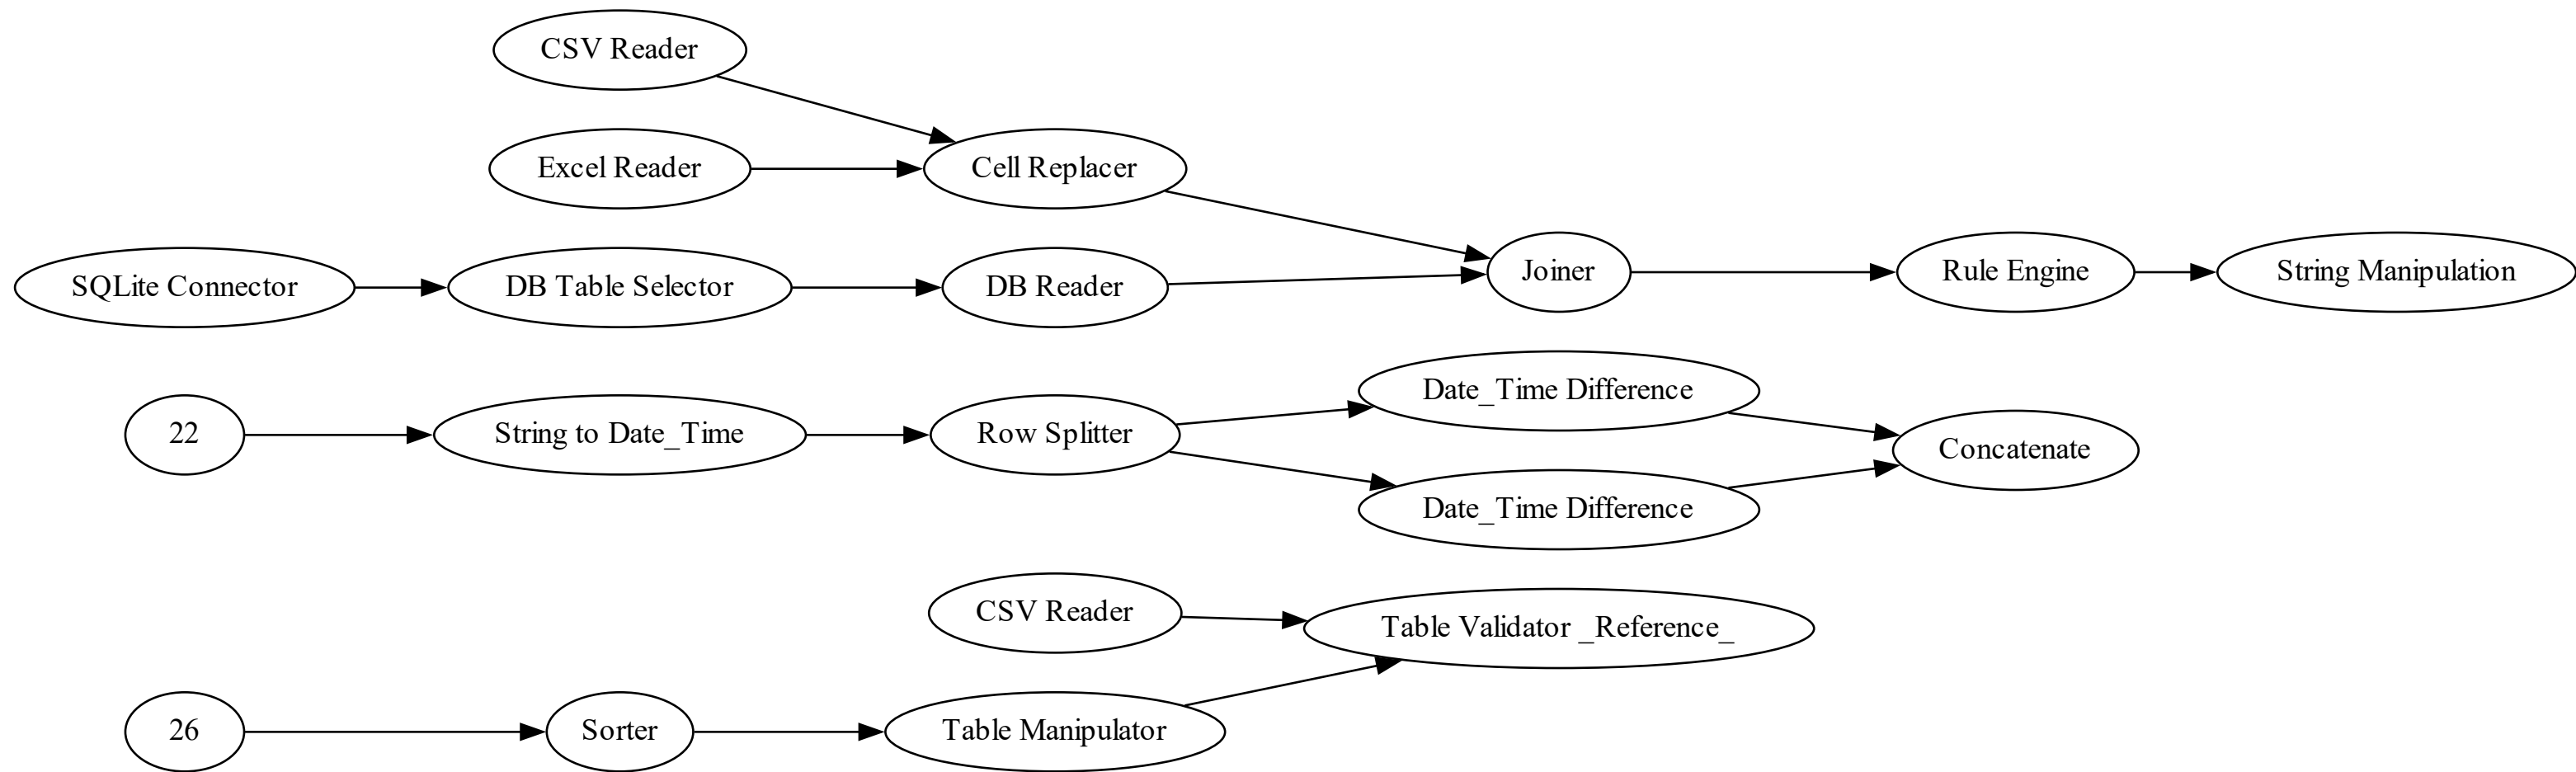 CSV Reader
Excel Reader
Cell Replacer
SQLite Connector
DB Table Selector
DB Reader
Joiner
Rule Engine
String Manipulation
22
String to Date_Time
Row Splitter
Date_Time Difference
Date_Time Difference
Concatenate
CSV Reader
Table Validator _Reference_
26
Sorter
Table Manipulator